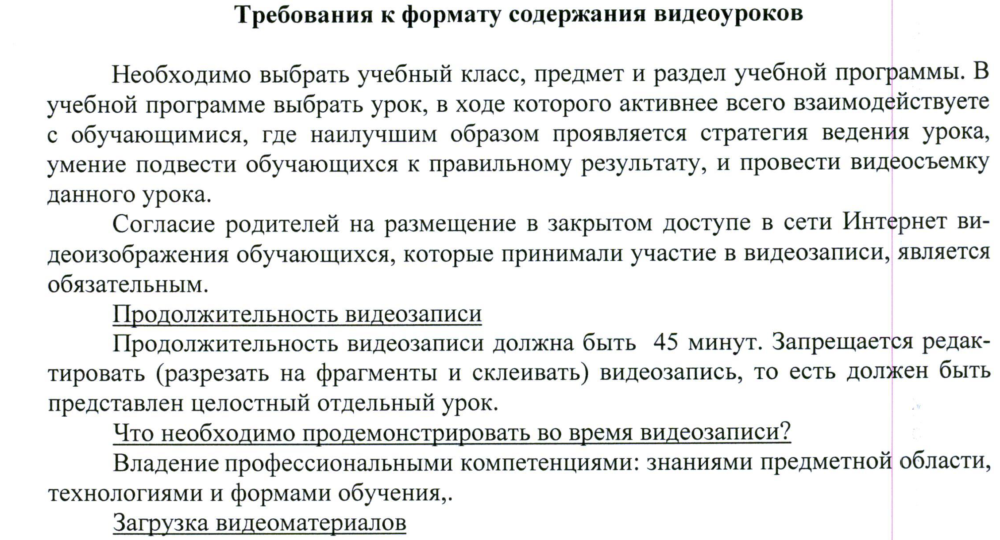 Требования к формату содержания видеоуроков
Необходимо выбрать учебный класс, предмет и раздел учебной программы. В
учебной программе выбрать урок, в ходе которого активнее всего взаимодействуете
с обучающимися, где наилучшим образом проявляется стратегия ведения урока,
умение подвести обучающихся к правильному результату, и провести видеосъемку
данного урока.
Согласие родителей на размещение в закрытом доступе в сети Интернет ви-
деоизображения обучающихся, которые принимали участие в видеозаписи, является
обязательным.
Продолжительность видеозаписи
Продолжительность видеозаписи должна быть  45 минут. Запрещается редак-
тировать (разрезать на фрагменты и склеивать) видеозапись, то есть должен быть
представлен целостный отдельный урок.
Что необходимо продемонстрировать во время видеозаписи?
Владение профессиональными компетенциями: знаниями предметной области,
технологиями и формами обучения,.
Загрузка видеоматериалов